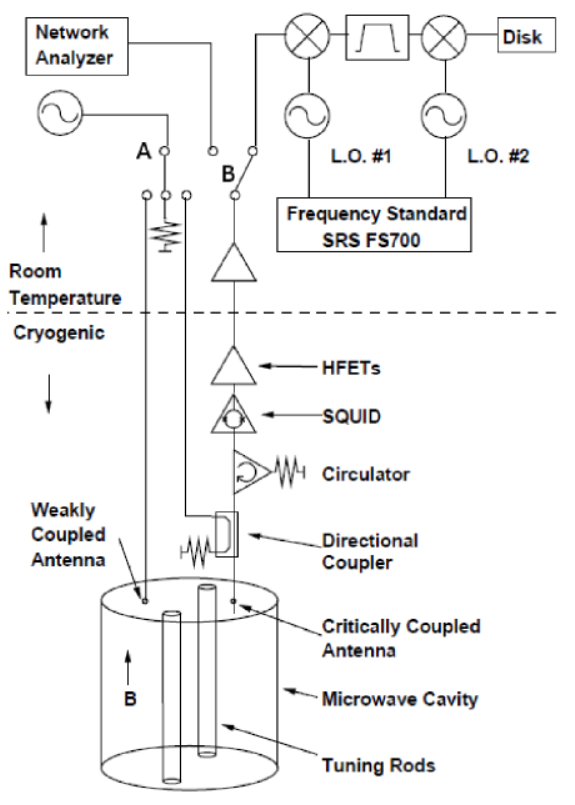 Network
Analyzer
Disk
A
B
L.O. #1
L.O. #2
Frequency Standard
SRS FS700
Room
Temperature
Cryogenic
HFETs
SQUID
Circulator
Weakly
Coupled
Antenna
Directional
Coupler
Critically Coupled
Antenna
B
Microwave Cavity
Tuning Rods